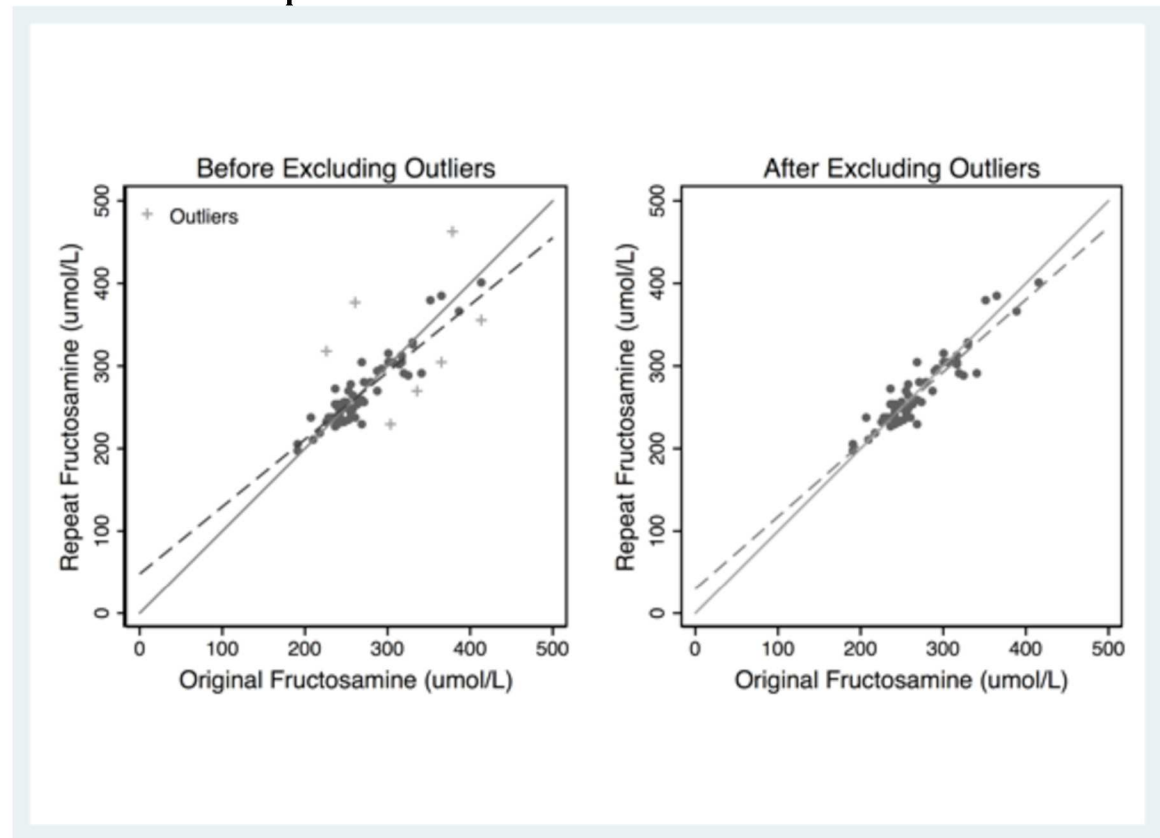 Before Excluding Outliers
Outliers
Repeat Fructosamine (umol/L)
500
400
300
200
100
0
0 100 200 300 400 500
Original Fructosamine (umol/L)
After Excluding Outliers
Repeat Fructosamine (umol/L)
500
400
300
200
100
0
0 100 200 300 400 500
Original Fructosamine (umol/L)